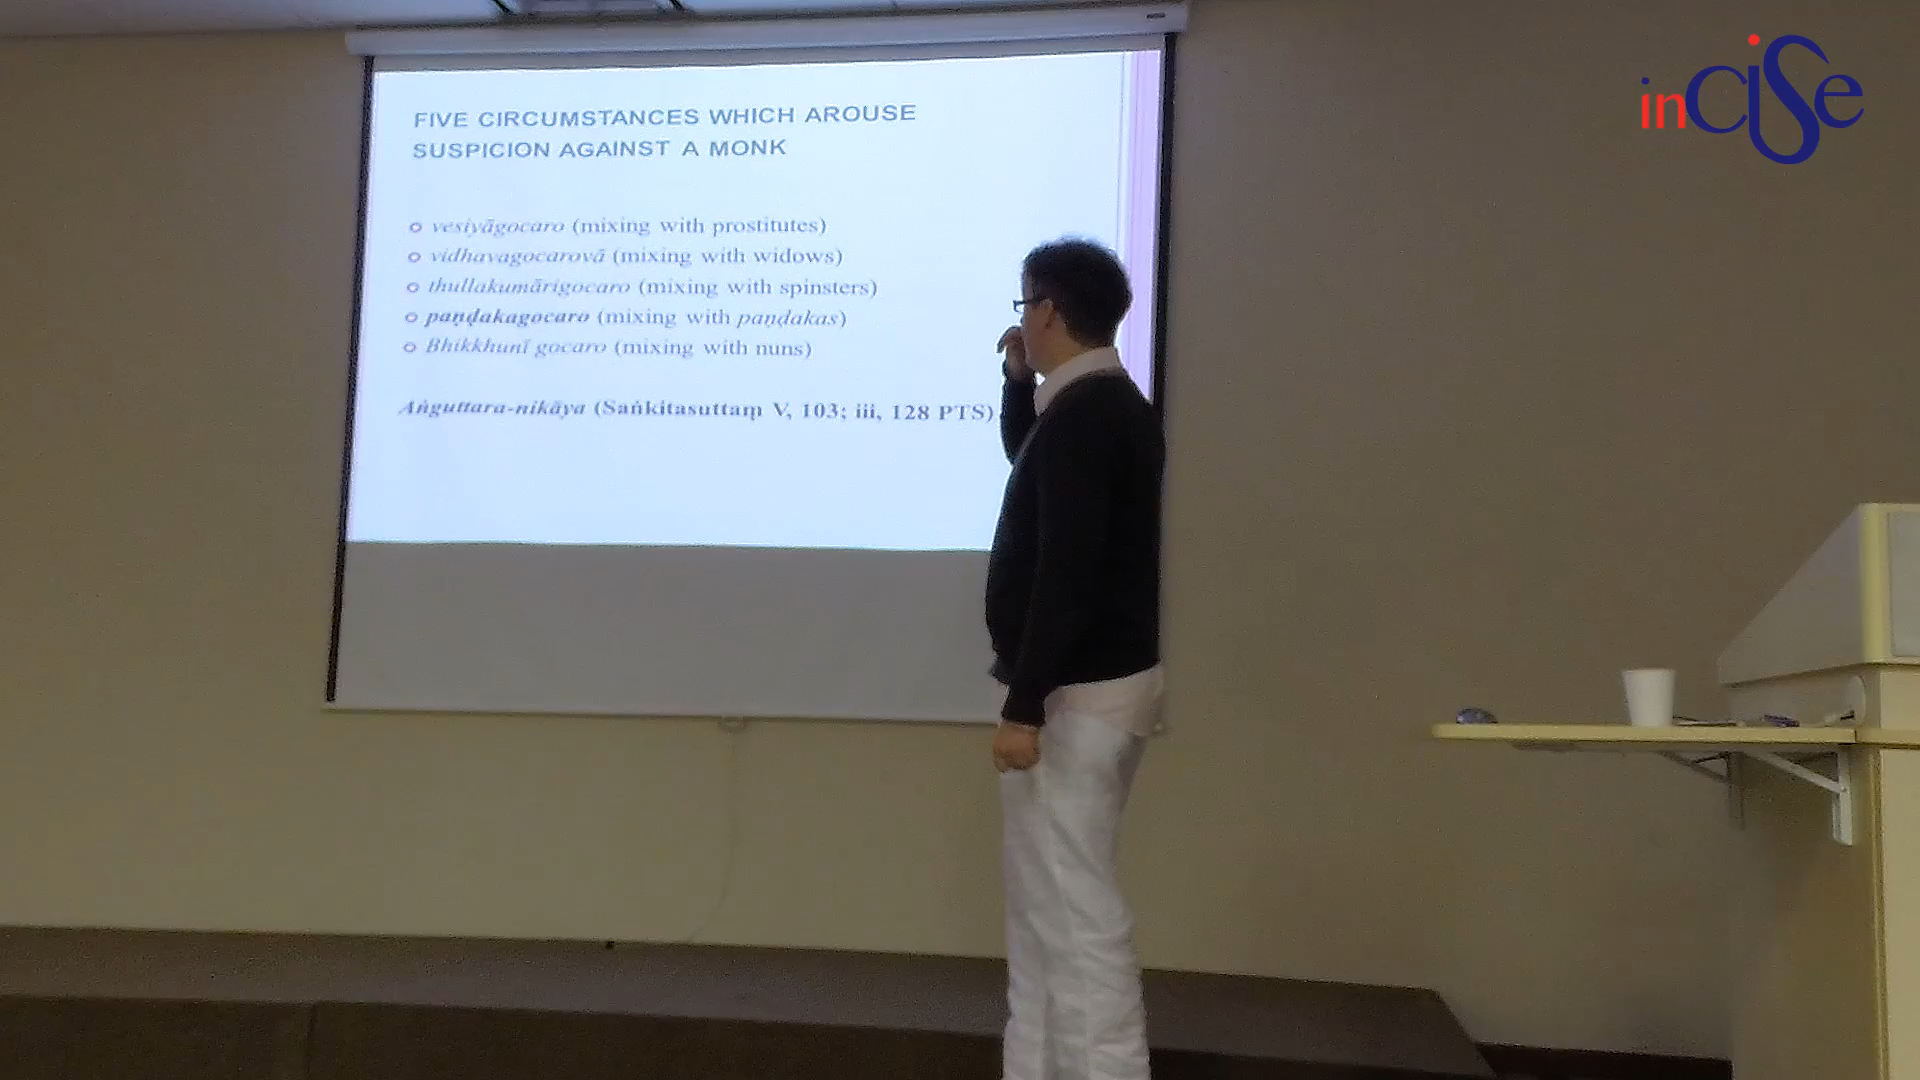 inCiSe
FIVE CIRCUMSTANCES WHICH AROUSE
SUSPICION AGAINST A MONK
vesiyāgocaro (mixing with prostitutes)
vidhavagocarovā (mixing with widows)
thullakumārigocaro (mixing with spinsters)
paṇḍakagocaro (mixing with paṇḍakas)
Bhikkhunī gocaro (mixing with nuns)
Aṅguttara-nikāya (Saṅkitasuttaṃ V, 103; iii, 128 PTS)